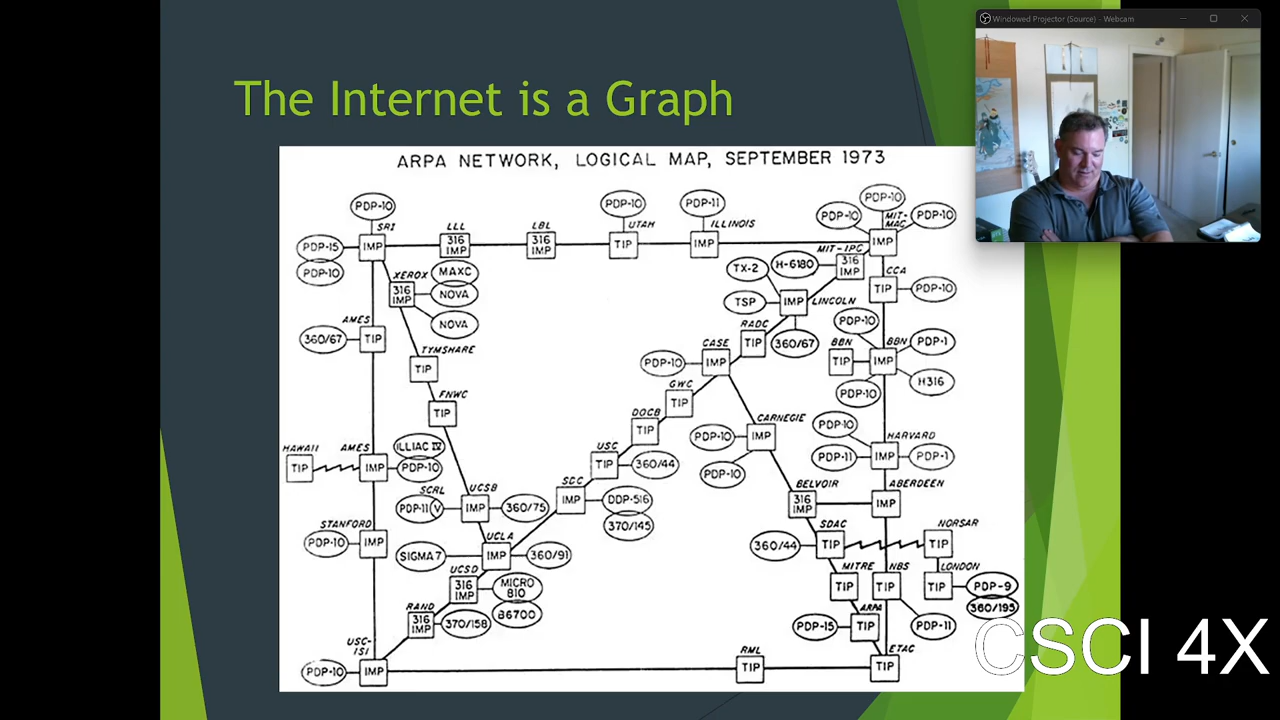 Windowed Projector (Source) - Webcam
The Internet is a Graph
ARPA NETWORK, LOGICAL MAP, SEPTEMBER 1973
PDP-10
PDP-10
PDP-11
PDP-10
SRI
LLL
LBL
UTAH
ILLINOIS
PDP-10
MIT-
MAC
PDP-10
PDP-15
IMP
316
IMP
316
IMP
TIP
IMP
IMP
PDP-10
MIT-IPC
XEROX
MAXC
TX-2
H-6180
316
IMP
CCA
316
IMP
NOVA
TSP
IMP
LINCOLN
TIP
PDP-10
NOVA
RADC
PDP-10
AMES
360/67
TIP
TIP
360/67
BBN
BBN
PDP-1
TYMSHARE
CASE
TIP
PDP-10
IMP
TIP
IMP
GWC
PDP-10
H316
FNWC
TIP
TIP
DOCB
CARNEGIE
PDP-10
TIP
PDP-10
IMP
HARVARD
HAWAII
AMES
ILLIAC IV
USC
PDP-11
IMP
PDP-1
TIP
IMP
PDP-10
TIP
360/44
PDP-10
SCRL
UCSB
SDC
BELVOIR
ABERDEEN
PDP-11
V
IMP
360/75
IMP
DDP-516
316
IMP
IMP
STANFORD
370/145
SDAC
NORSAR
PDP-10
IMP
UCLA
360/44
TIP
TIP
SIGMA 7
IMP
360/91
UCSD
MITRE
NBS
LONDON
316
IMP
MICRO
810
TIP
TIP
TIP
PDP-9
B6700
360/195
RAND
ARPA
316
IMP
370/158
PDP-15
TIP
PDP-11
USC-
ISI
RML
ETAC
PDP-10
IMP
TIP
TIP
CSCI 4X